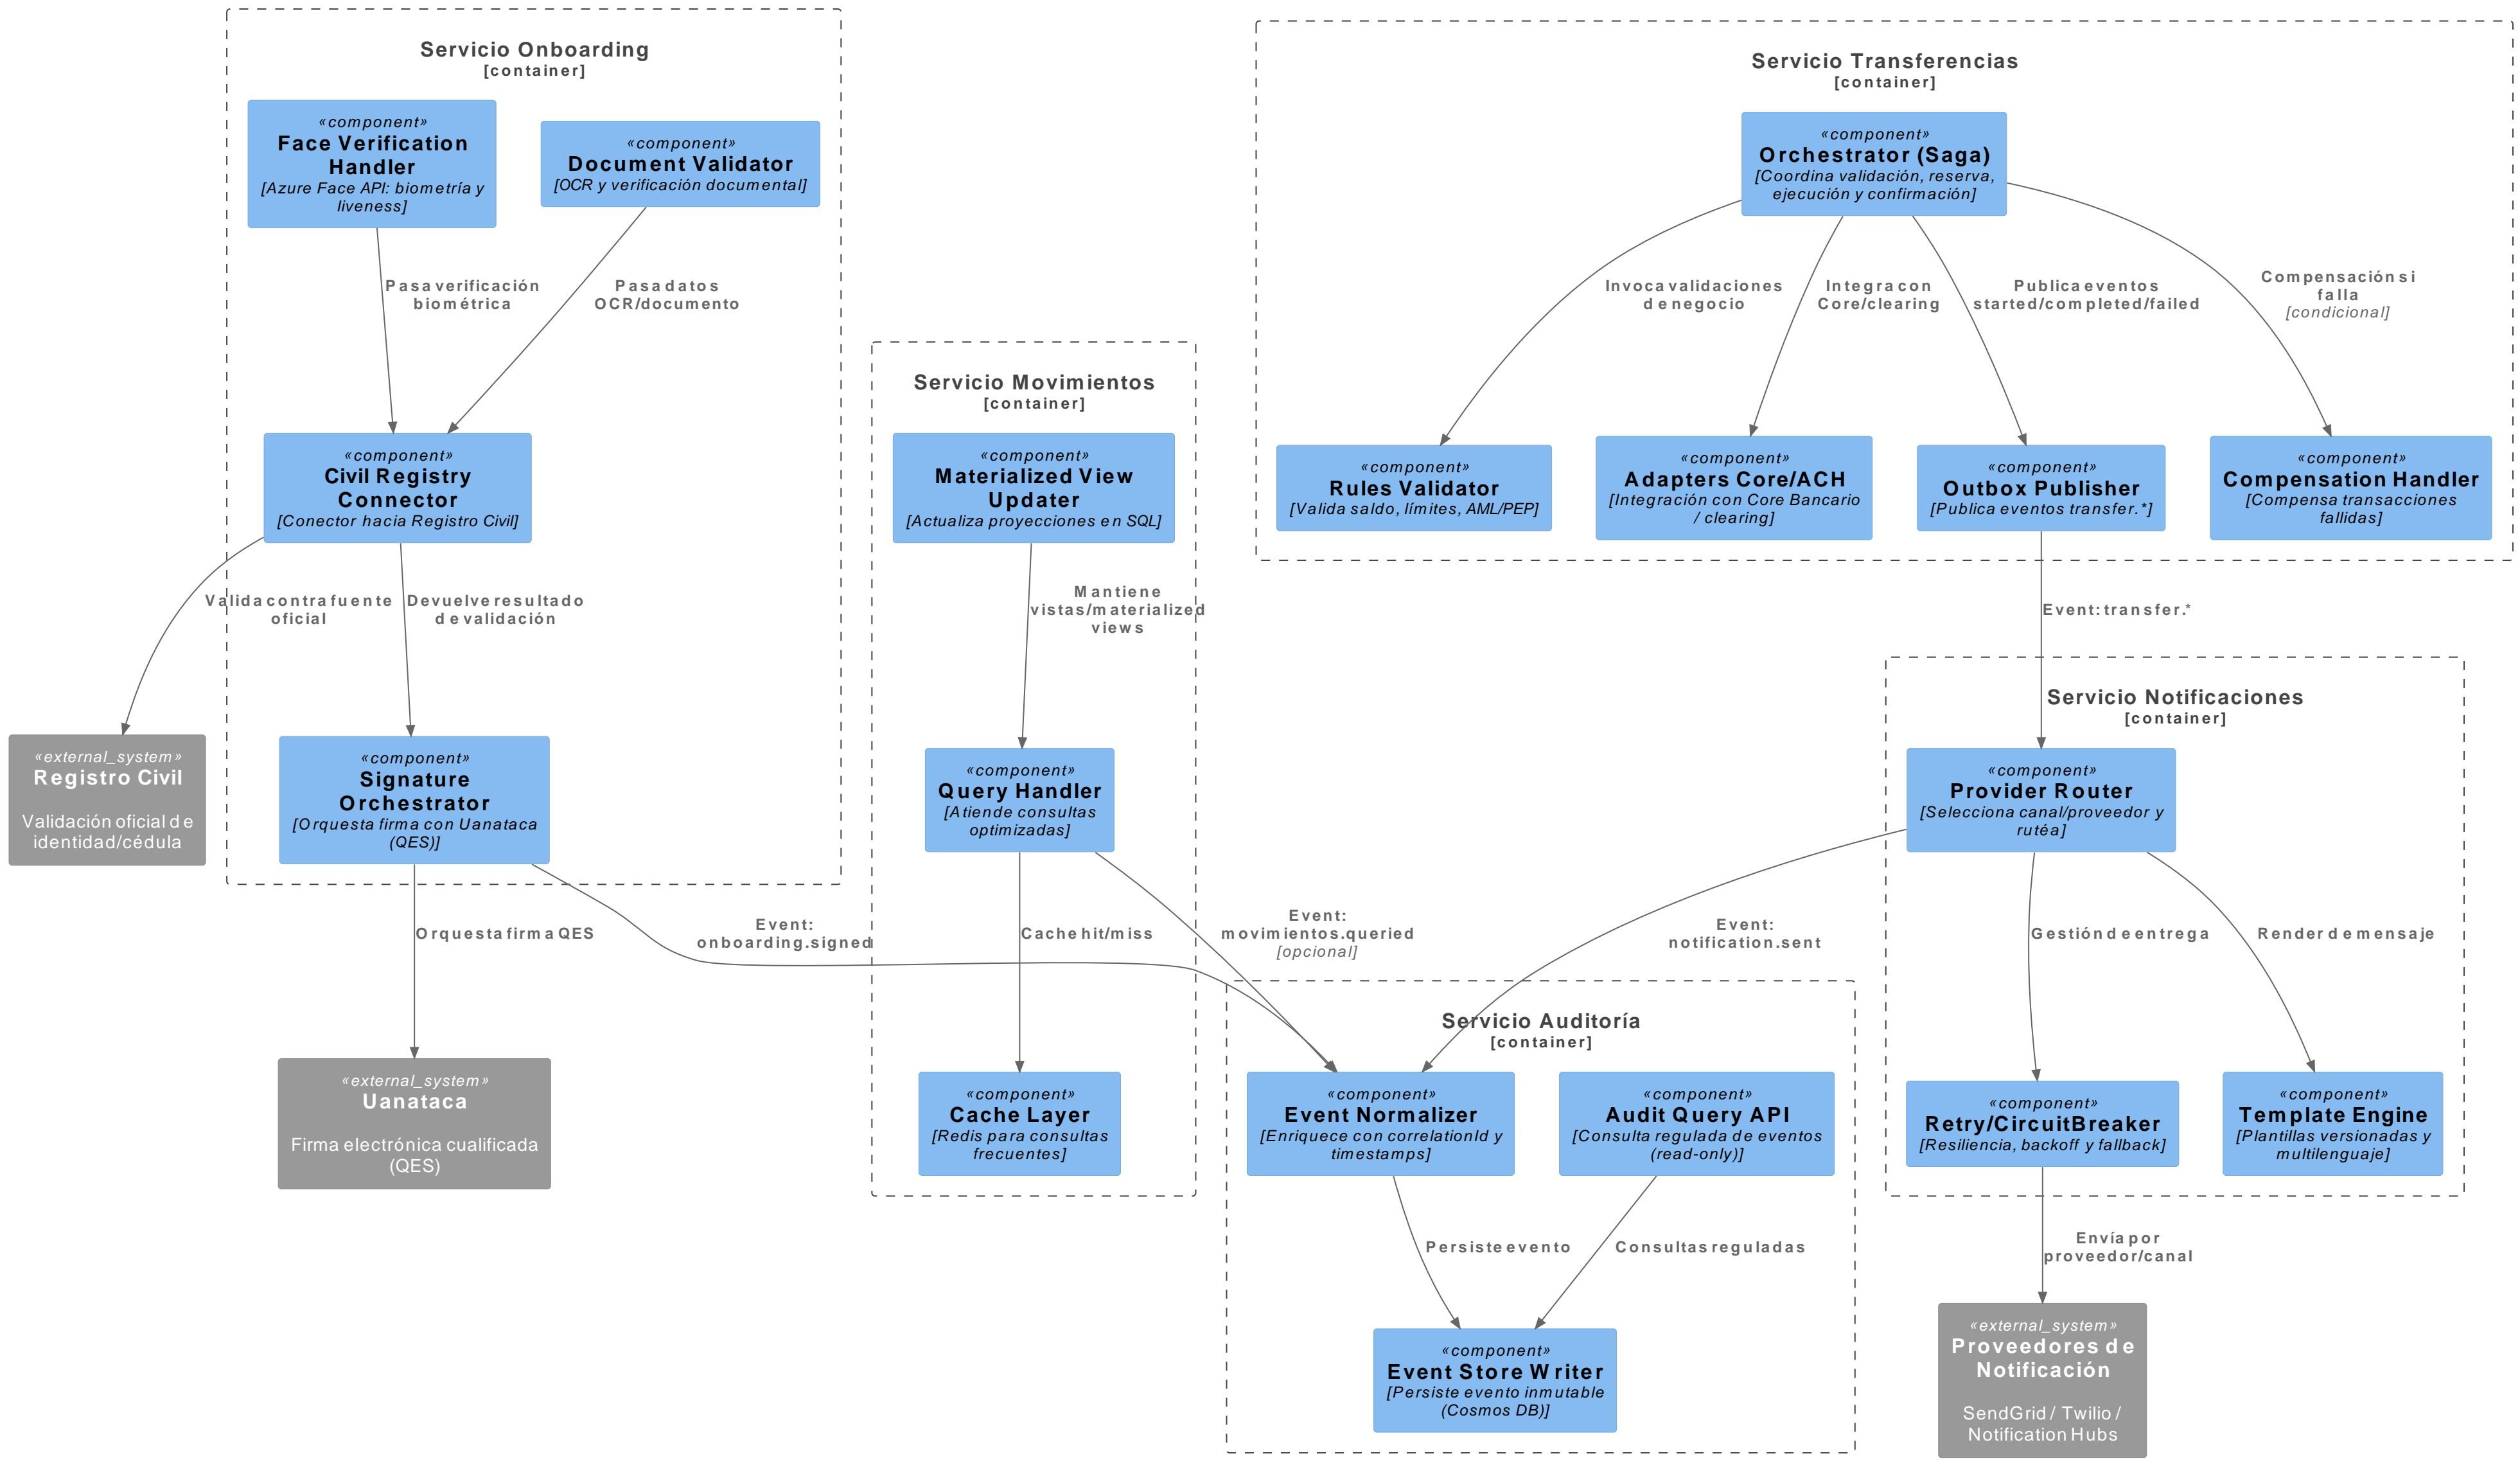 Servicio Onboarding
[container]
«component»
Face Verification
Handler
[Azure Face API: biometría y
liveness]
«component»
Document Validator
[OCR y verificación documental]
Pasa verificación
biométrica
Pasa datos
OCR/documento
«component»
Civil Registry
Connector
[Conector hacia Registro Civil]
Valida contra fuente
oficial
Devuelve resultado
de validación
«external_system»
Registro Civil
Validación oficial de
identidad/cédula
«component»
Signature
Orchestrator
[Orquesta firma con Uanataca
(QES)]
Orquesta firma QES
Event:
onboarding.signed
«external_system»
Uanataca
Firma electrónica cualificada
(QES)
Servicio Movimientos
[container]
«component»
Materialized View
Updater
[Actualiza proyecciones en SQL]
Mantiene
vistas/materialized
views
«component»
Query Handler
[Atiende consultas
optimizadas]
Cache hit/miss
Event:
movimientos.queried
[opcional]
«component»
Cache Layer
[Redis para consultas
frecuentes]
Servicio Transferencias
[container]
«component»
Orchestrator (Saga)
[Coordina validación, reserva,
ejecución y confirmación]
Invoca validaciones
de negocio
Integra con
Core/clearing
Publica eventos
started/completed/failed
Compensación si
falla
[condicional]
«component»
Rules Validator
[Valida saldo, límites, AML/PEP]
«component»
Adapters Core/ACH
[Integración con Core Bancario
/ clearing]
«component»
Outbox Publisher
[Publica eventos transfer.*]
«component»
Compensation Handler
[Compensa transacciones
fallidas]
Event: transfer.*
Servicio Notificaciones
[container]
«component»
Provider Router
[Selecciona canal/proveedor y
rutéa]
Event:
notification.sent
Gestión de entrega
Render de mensaje
«component»
Retry/CircuitBreaker
[Resiliencia, backoff y fallback]
«component»
Template Engine
[Plantillas versionadas y
multilenguaje]
Envía por
proveedor/canal
«external_system»
Proveedores de
Notificación
SendGrid / Twilio /
Notification Hubs
Servicio Auditoría
[container]
«component»
Event Normalizer
[Enriquece con correlationId y
timestamps]
«component»
Audit Query API
[Consulta regulada de eventos
(read-only)]
Persiste evento
Consultas reguladas
«component»
Event Store Writer
[Persiste evento inmutable
(Cosmos DB)]